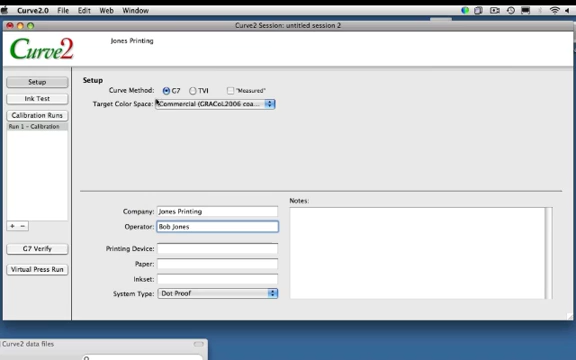 Curve2.0 File Edit Web Window
Curve2 Session: untitled session 2
Curve2
Jones Printing
Setup
Setup
Curve Method: G7 TVI "Measured"
Target Color Space: Commercial (GRACoL2006 coa...
Ink Test
Calibration Runs
Run 1 - Calibration
+ -
G7 Verify
Virtual Press Run
Company: Jones Printing
Operator: Bob Jones
Printing Device:
Paper:
Inkset:
System Type: Dot Proof
Notes:
Curve2 data files